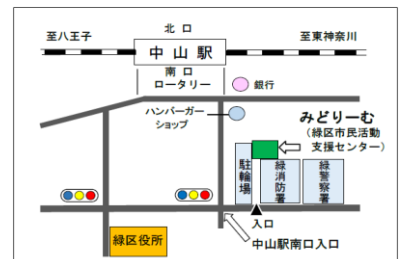 北口
至八王子
至東神奈川
中山駅
南口
ロータリー
銀行
ハンバーガー
ショップ
みどりーむ
(緑区市民活動
支援センター)
駐輪場
緑消防署
緑警察署
入口
緑区役所
中山駅南口入口